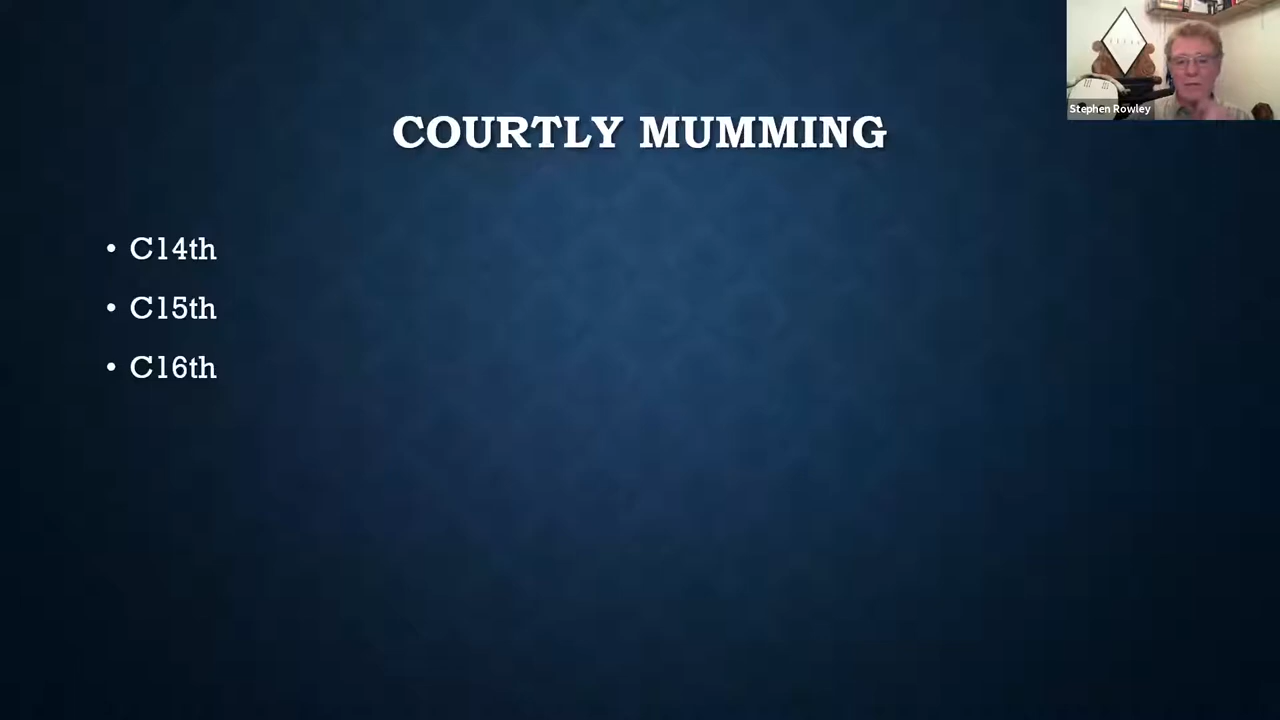 Stephen Rowley
COURTLY MUMMING
• C14th
• C15th
• C16th